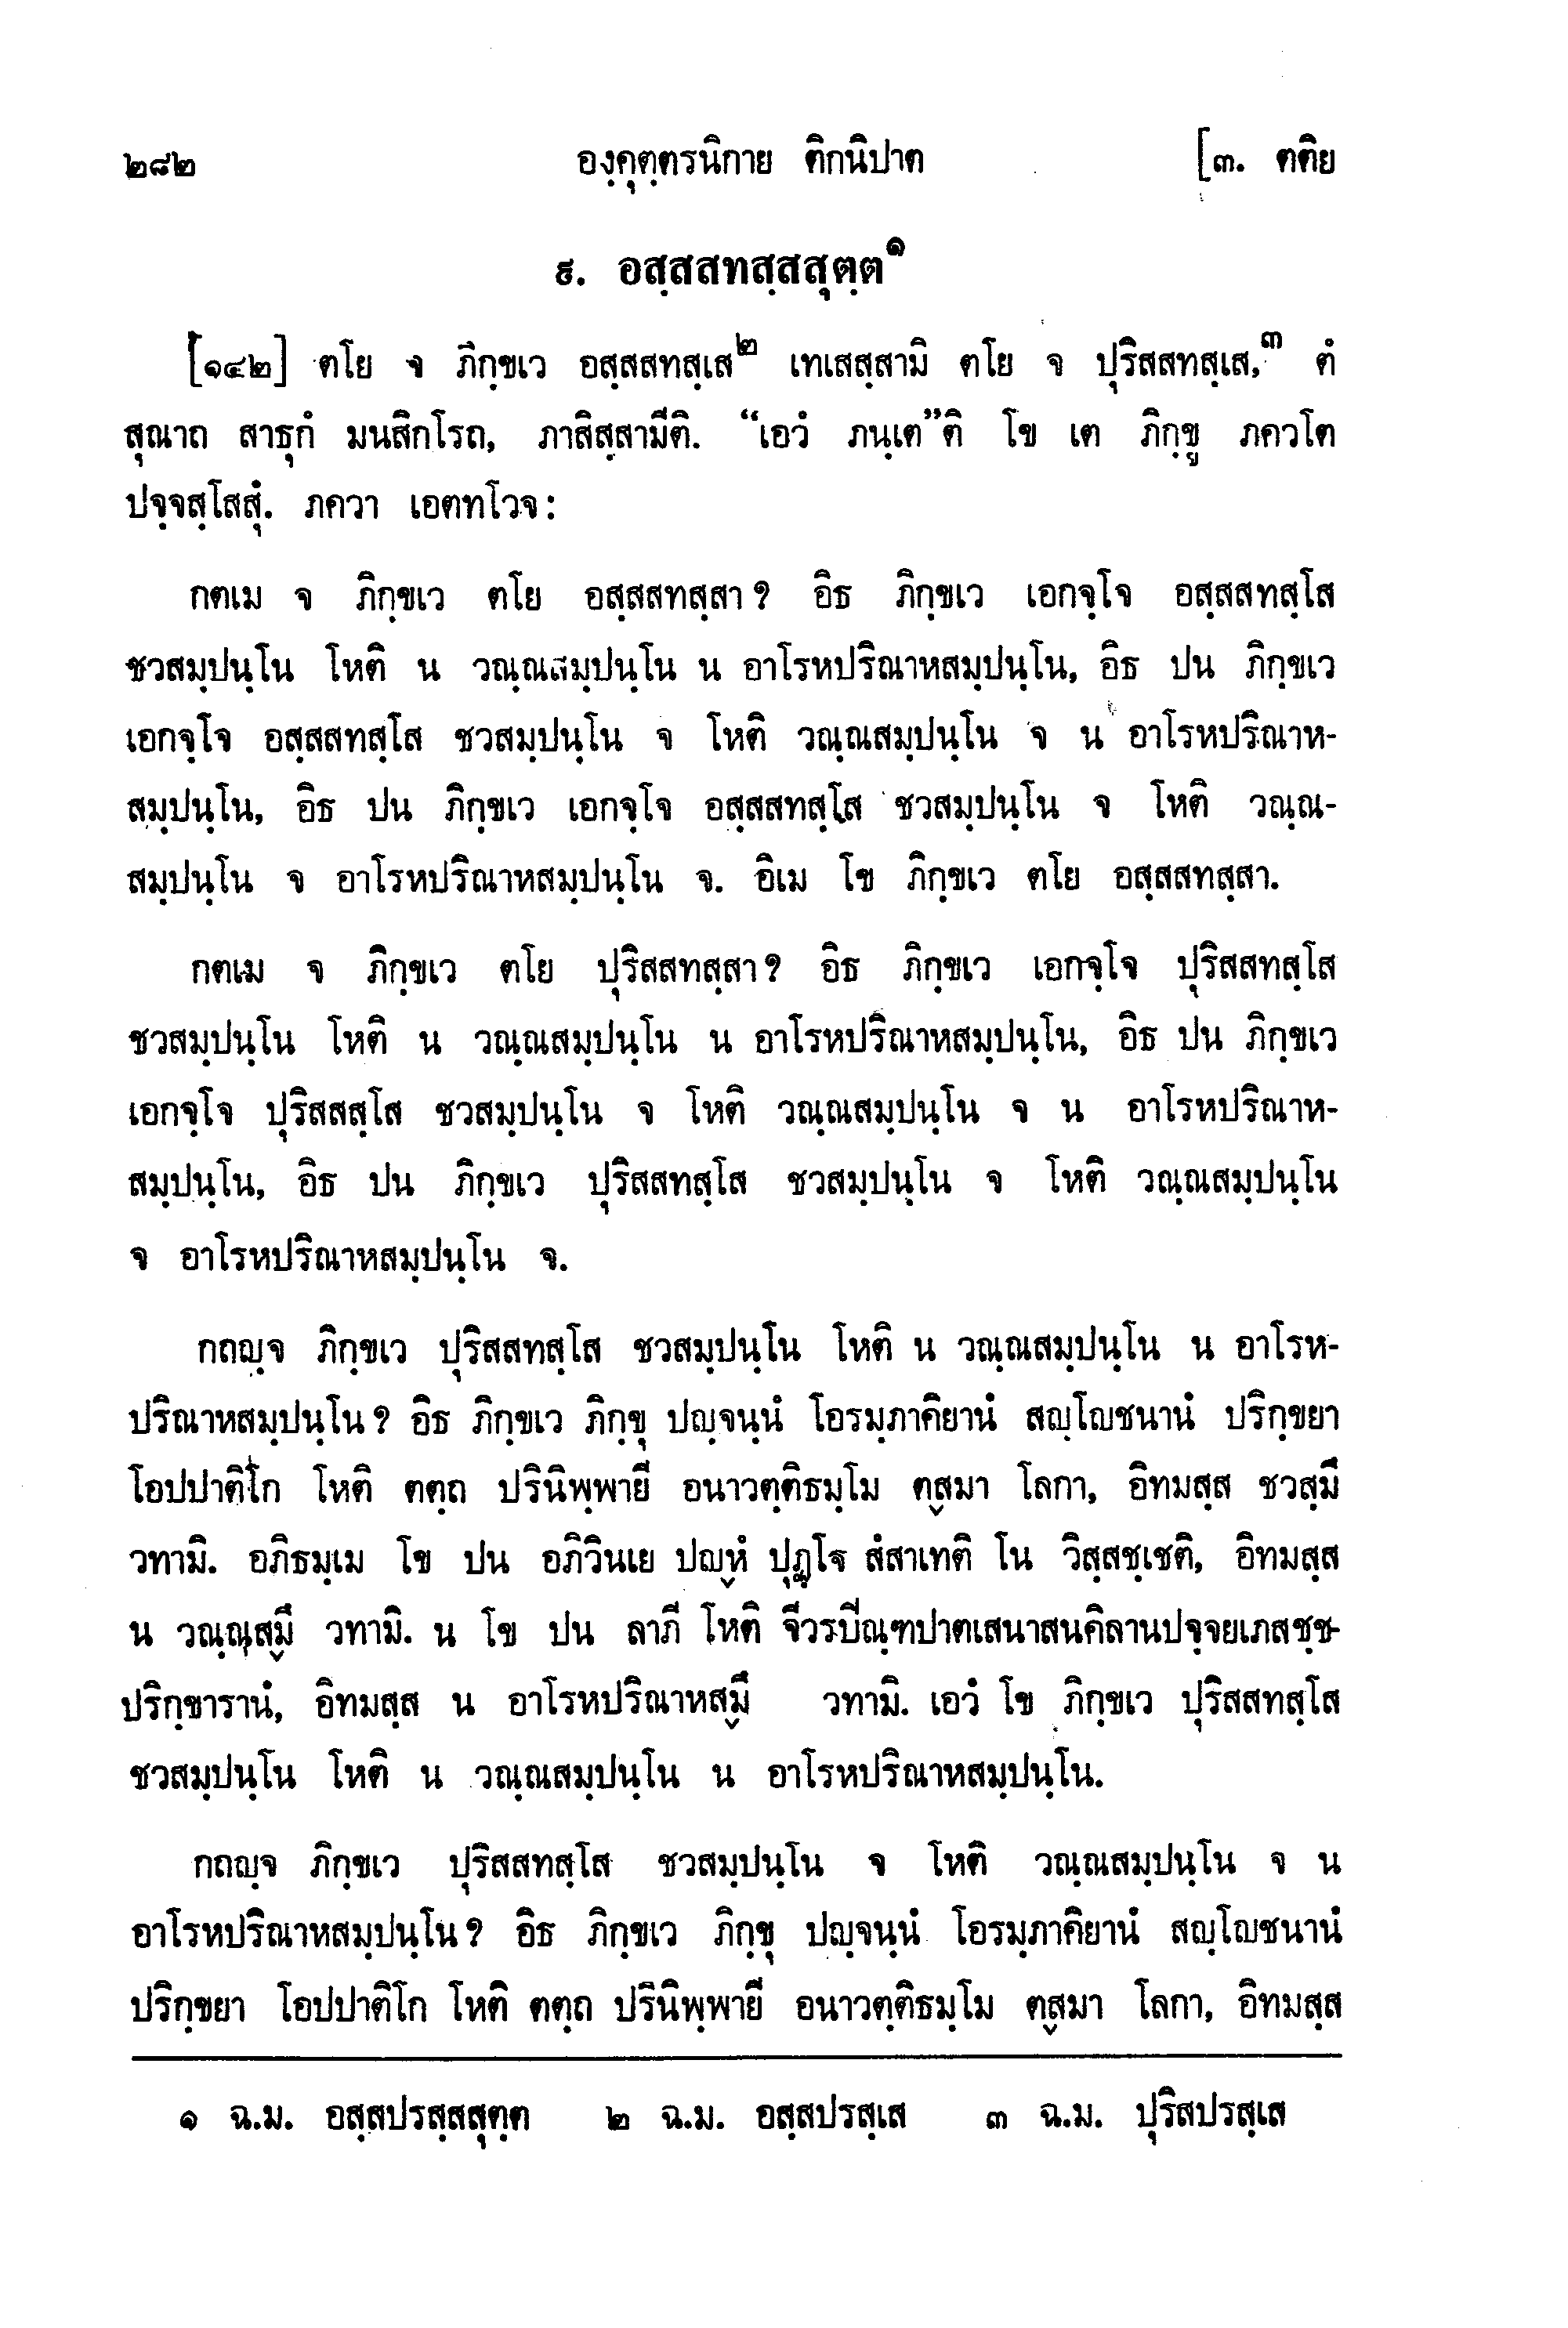 ๒๘๒ องฺคุตฺตรนิกาย ติกนิปาต [๓. ตติย
๙. อสฺสสทสฺสสุตฺต๑
[๑๔๒] ตโย จ ภิกฺขเว อสฺสสทสฺเส๒ เทเสสฺสามิ ตโย จ ปุริสสทสฺเส,๓ ตํ
สุณาถ สาธุกํ มนสิกโรถ, ภาสิสฺสามีติ. “เอวํ ภนฺเต”ติ โข เต ภิกฺขู ภควโต
ปจฺจสฺโสสุํ. ภควา เอตทโวจ:
กตเม จ ภิกฺขเว ตโย อสฺสสทสฺสา? อิธ ภิกฺขเว เอกจฺโจ อสฺสสทสฺโส
ชวสมฺปนฺโน โหติ น วณฺณสมฺปนฺโน น อาโรหปริณาหสมฺปนฺโน, อิธ ปน ภิกฺขเว
เอกจฺโจ อสฺสสทสฺโส ชวสมฺปนฺโน จ โหติ วณฺณสมฺปนฺโน จ น อาโรหปริณาห-
สมฺปนฺโน, อิธ ปน ภิกฺขเว เอกจฺโจ อสฺสสทสฺโส ชวสมฺปนฺโน จ โหติ วณฺณ-
สมฺปนฺโน จ อาโรหปริณาหสมฺปนฺโน จ. อิเม โข ภิกฺขเว ตโย อสฺสสทสฺสา.
กตเม จ ภิกฺขเว ตโย ปุริสสทสฺสา? อิธ ภิกฺขเว เอกจฺโจ ปุริสสทสฺโส
ชวสมฺปนฺโน โหติ น วณฺณสมฺปนฺโน น อาโรหปริณาหสมฺปนฺโน, อิธ ปน ภิกฺขเว
เอกจฺโจ ปุริสสสฺโส ชวสมฺปนฺโน จ โหติ วณฺณสมฺปนฺโน จ น อาโรหปริณาห-
สมฺปนฺโน, อิธ ปน ภิกฺขเว ปุริสสทสฺโส ชวสมฺปนฺโน จ โหติ วณฺณสมฺปนฺโน
จ อาโรหปริณาหสมฺปนฺโน จ.
กถญฺจ ภิกฺขเว ปุริสสทสฺโส ชวสมฺปนฺโน โหติ น วณฺณสมฺปนฺโน น อาโรห-
ปริณาหสมฺปนฺโน? อิธ ภิกฺขเว ภิกฺขุ ปญฺจนฺนํ โอรมฺภาคิยานํ สญฺโญชนานํ ปริกฺขยา
โอปปาติโก โหติ ตตฺถ ปรินิพฺพายี อนาวตฺติธมฺโม ตสฺมา โลกา, อิทมสฺส ชวสฺมึ
วทามิ. อภิธมฺเม โข ปน อภิวินเย ปญฺหํ ปุฏฺโฐ สํสาเทติ โน วิสฺสชฺเชติ, อิทมสฺส
น วณฺณสฺมึ วทามิ. น โข ปน ลาภี โหติ จีวรบีณฺฑปาตเสนาสนคิลานปจฺจยเภสชฺช-
ปริกฺขารานํ, อิทมสฺส น อาโรหปริณาหสฺมึ วทามิ. เอวํ โข ภิกฺขเว ปุริสสทสฺโส
ชวสมฺปนฺโน โหติ น วณฺณสมฺปนฺโน น อาโรหปริณาหสมฺปนฺโน.
กถญฺจ ภิกฺขเว ปุริสสทสฺโส ชวสมฺปนฺโน จ โหติ วณฺณสมฺปนฺโน จ น
อาโรหปริณาหสมฺปนฺโน? อิธ ภิกฺขเว ภิกฺขุ ปญฺจนฺนํ โอรมฺภาคิยานํ สญฺโญชนานํ
ปริกฺขยา โอปปาติโก โหติ ตตฺถ ปรินิพฺพายี อนาวตฺติธมฺโม ตสฺมา โลกา, อิทมสฺส
๑ ฉ.ม. อสฺสปรสฺสสุตฺต ๒ ฉ.ม. อสฺสปรสฺเส ๓ ฉ.ม. ปุริสปรสฺเส